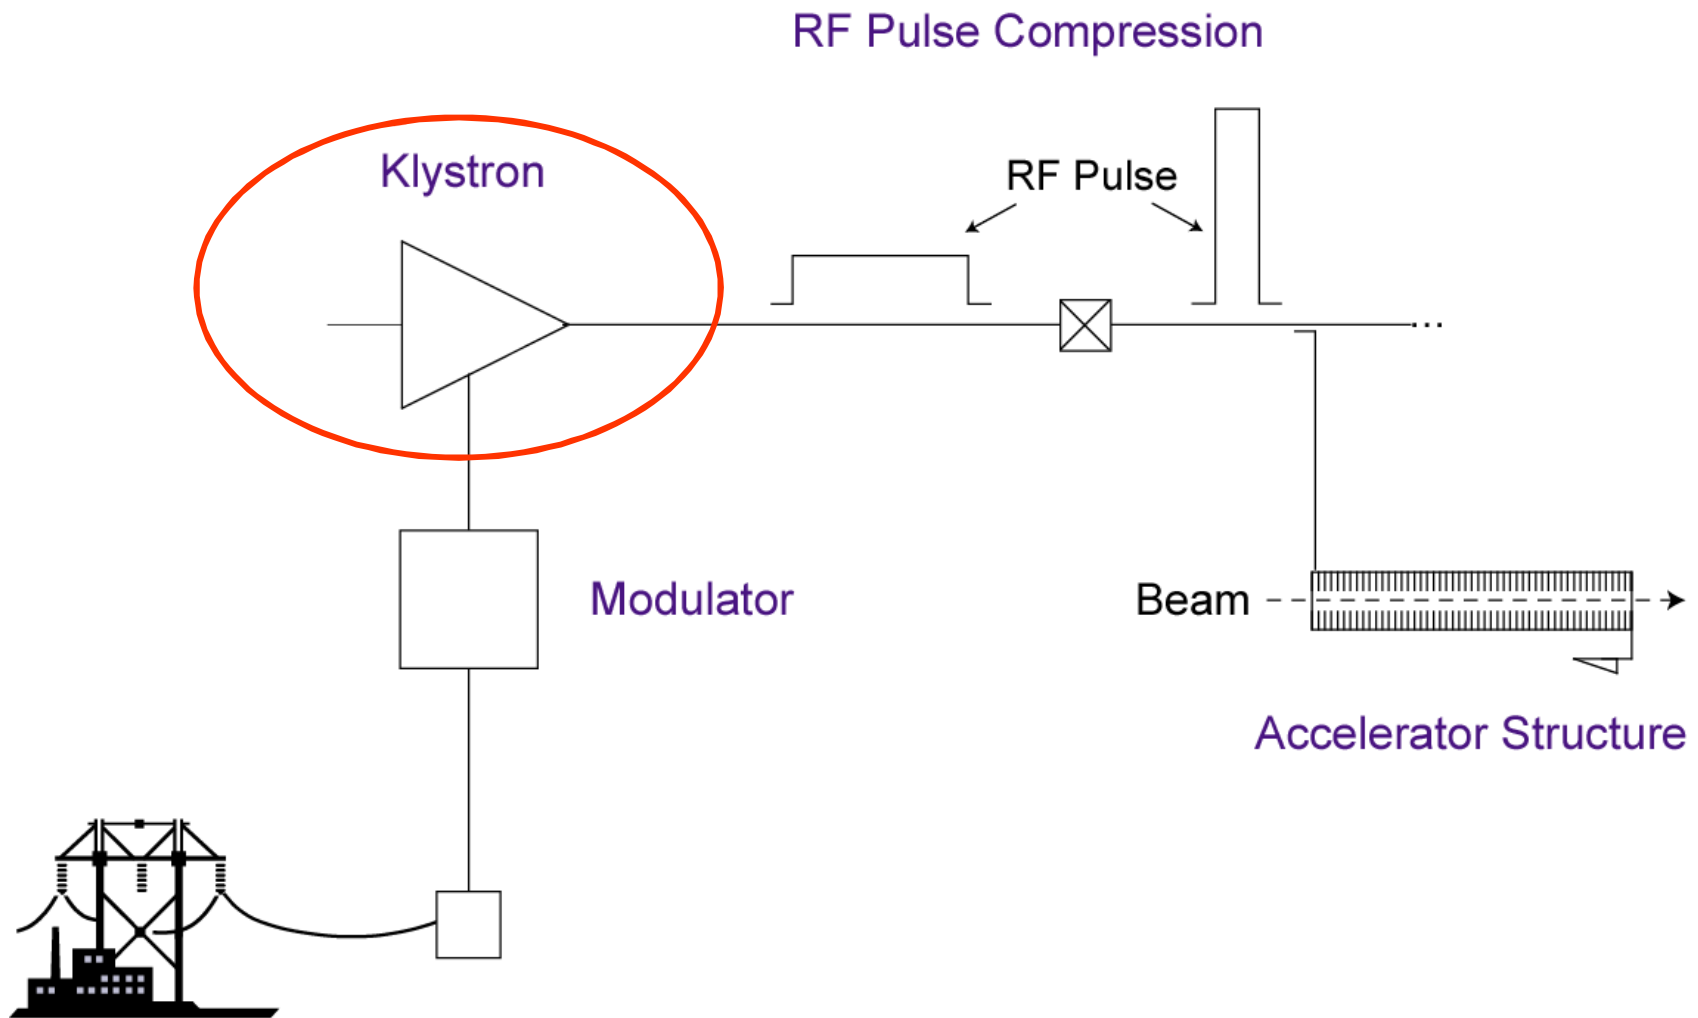 RF Pulse Compression
Klystron
RF Pulse
...
Modulator
Beam
Accelerator Structure